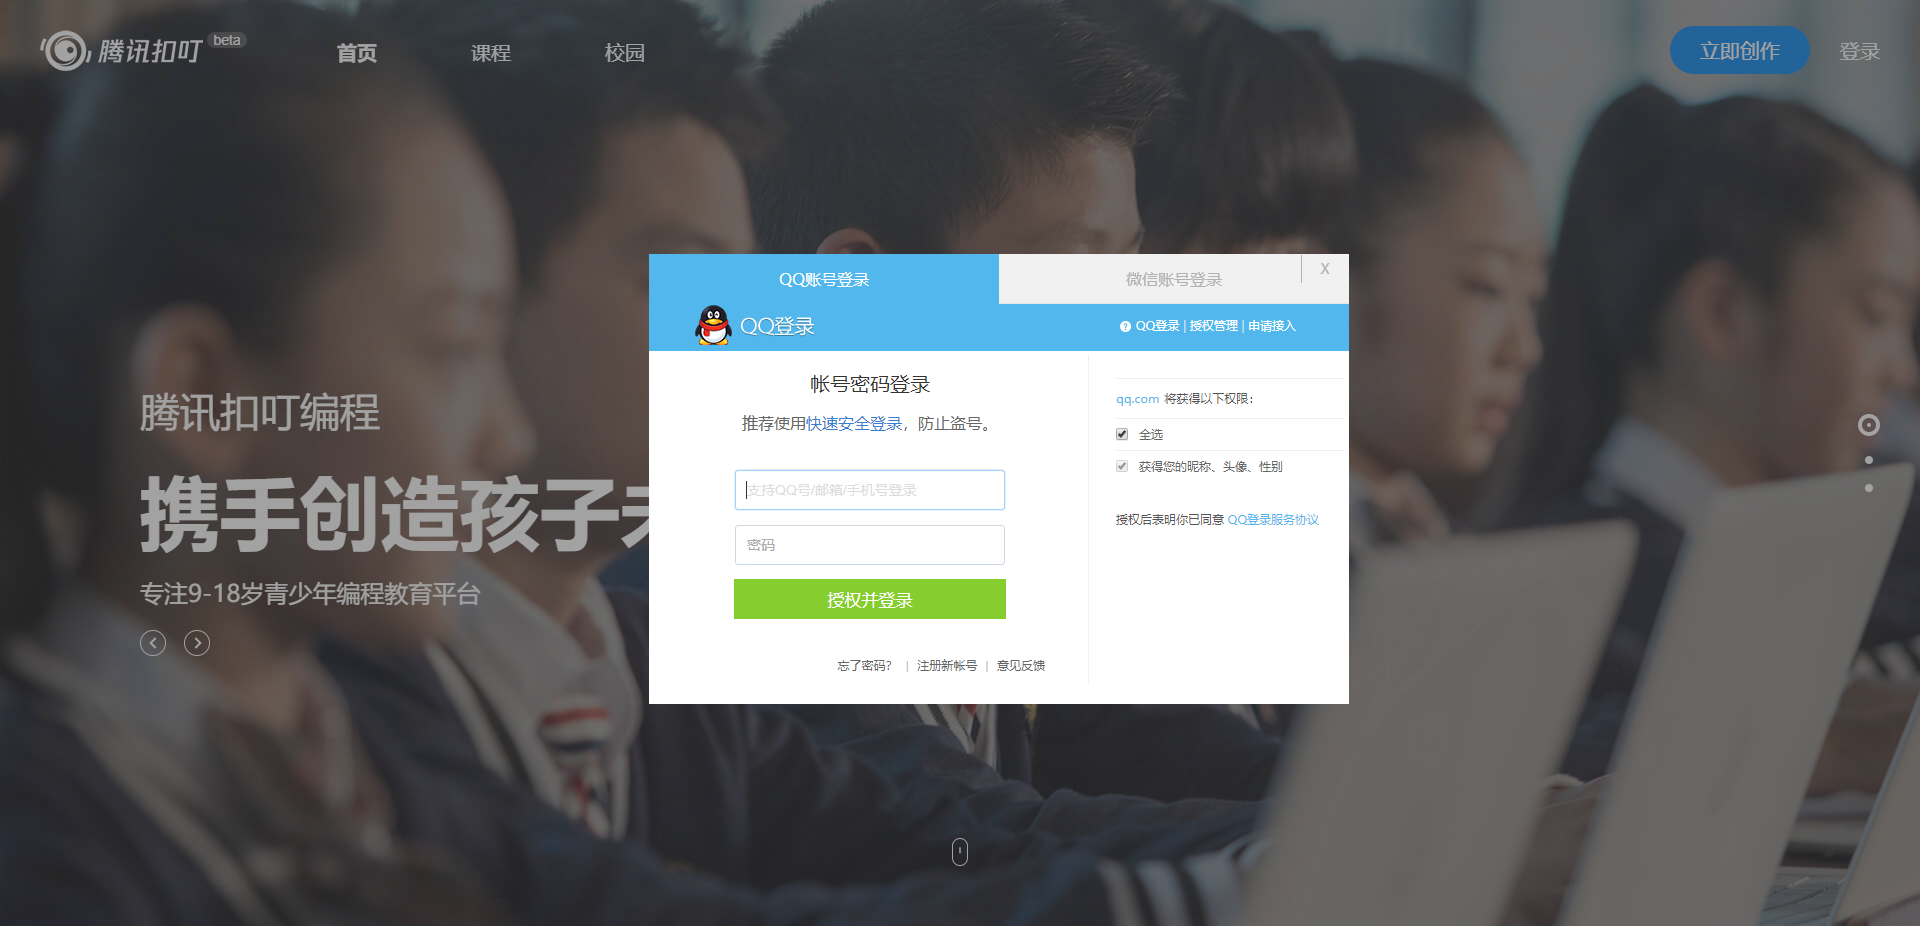 腾讯扣叮 beta 首页 课程 校园 立即创作 登录
腾讯扣叮编程
携手创造孩子
专注9-18岁青少年编程教育平台
QQ账号登录 微信账号登录 X
QQ登录 QQ登录 | 授权管理 | 申请接入
帐号密码登录
推荐使用快速安全登录，防止盗号。
支持QQ号/邮箱/手机号登录
密码
授权并登录
忘了密码？ | 注册新帐号 | 意见反馈
qq.com 将获得以下权限：
全选
获得您的昵称、头像、性别
授权后表明你已同意 QQ登录服务协议